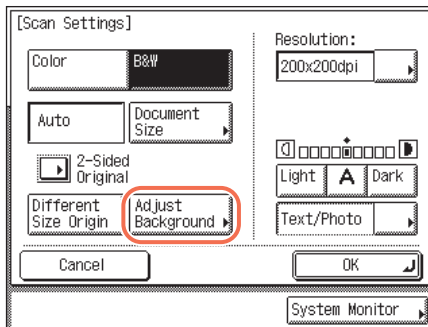 [Scan Settings]
Color
B&W
Auto
Document
Size
2-Sided
Original
Different
Size Origin
Adjust
Background
Resolution:
200x200dpi
Light
A
Dark
Text/Photo
Cancel
OK
System Monitor